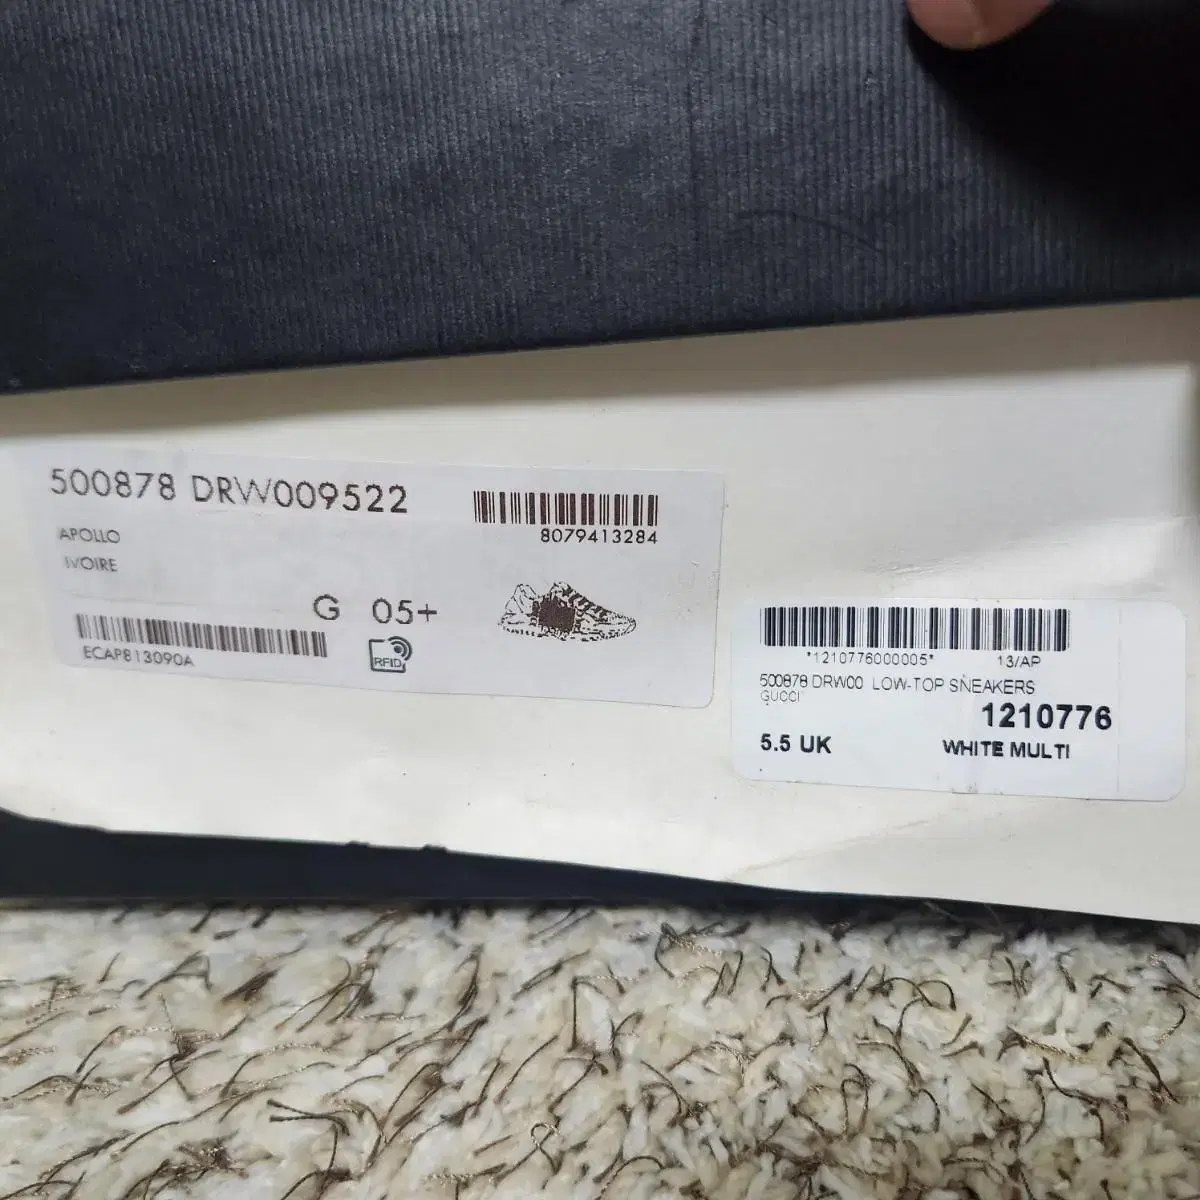 500878 DRW009522
8079413284
APOLLO
IVOIRE
G 05+
ECAP813090A
RFID
*1210776000005* 13/AP
500878 DRW00 LOW-TOP SNEAKERS
GUCCI
1210776
5.5 UK WHITE MULTI